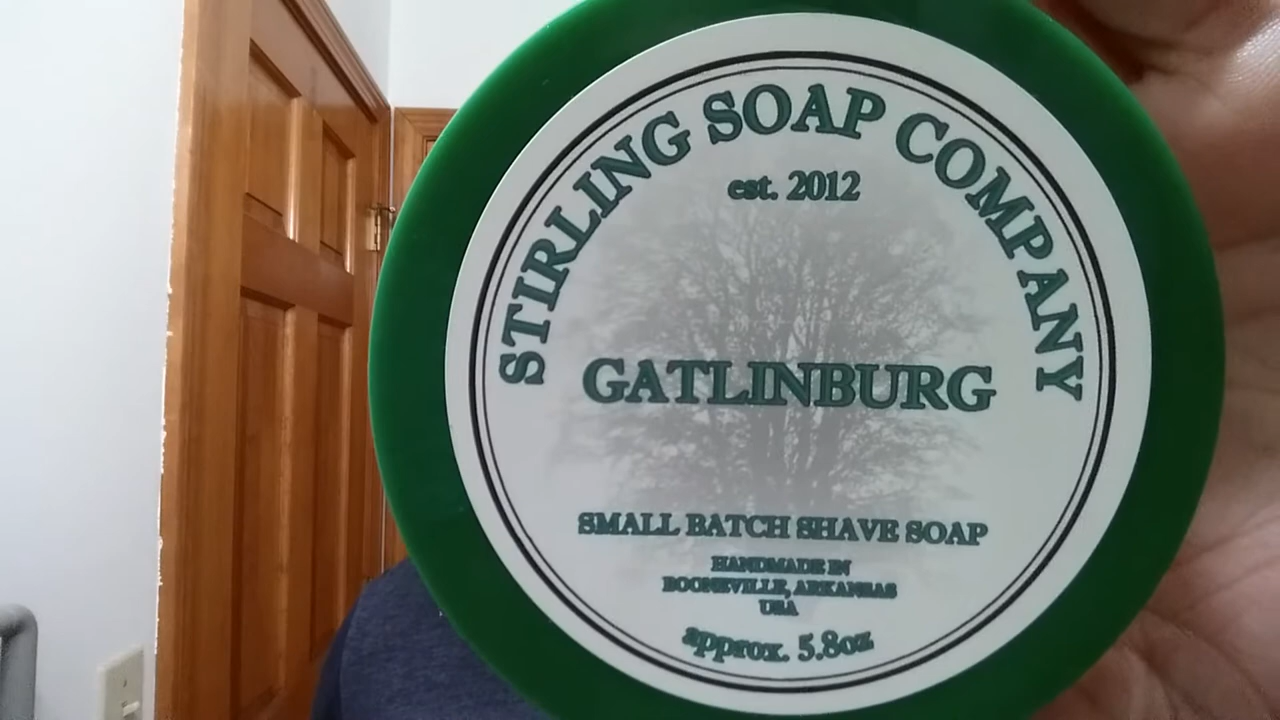 STIRLING SOAP COMPANY
est. 2012
GATLINBURG
SMALL BATCH SHAVE SOAP
HANDMADE IN
BOONEVILLE, ARKANSAS
USA
approx. 5.8oz